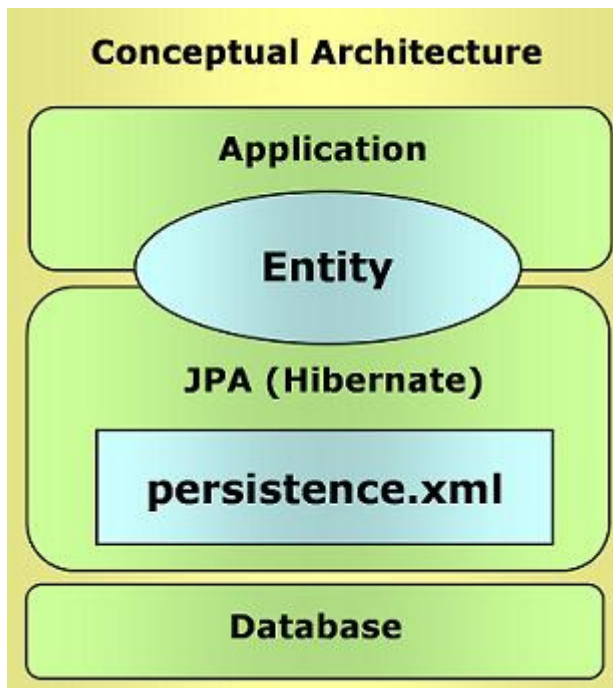 Conceptual Architecture
Application
Entity
JPA (Hibernate)
persistence.xml
Database